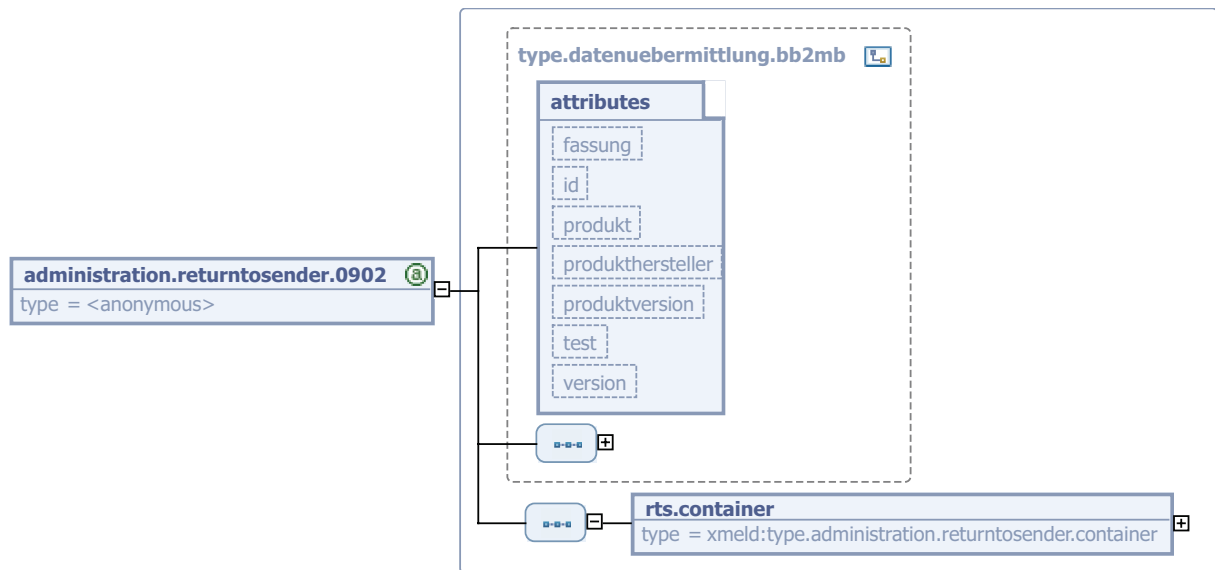 type.datenuebermittlung.bb2mb
attributes
fassung
id
produkt
produkthersteller
produktversion
test
version
administration.returntosender.0902
a
type = <anonymous>
rts.container
type = xmeld:type.administration.returntosender.container